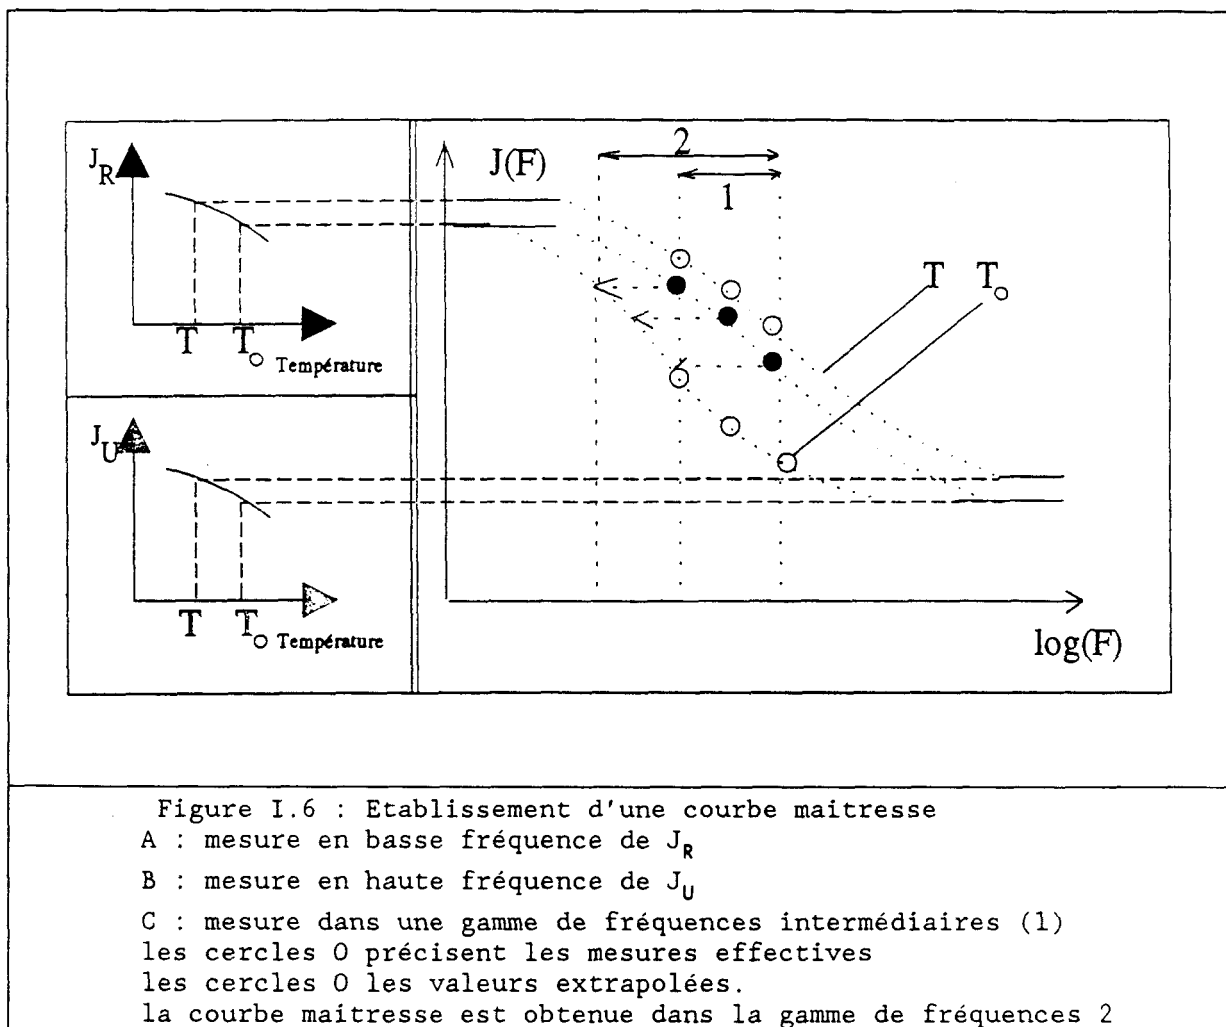 J_R
T T_O Température
J_U
T T_O Température
J(F)
2
1
T T_O
log(F)
Figure I.6 : Etablissement d'une courbe maitresse
A : mesure en basse fréquence de J_R
B : mesure en haute fréquence de J_U
C : mesure dans une gamme de fréquences intermédiaires (1)
les cercles O précisent les mesures effectives
les cercles O les valeurs extrapolées.
la courbe maitresse est obtenue dans la gamme de fréquences 2